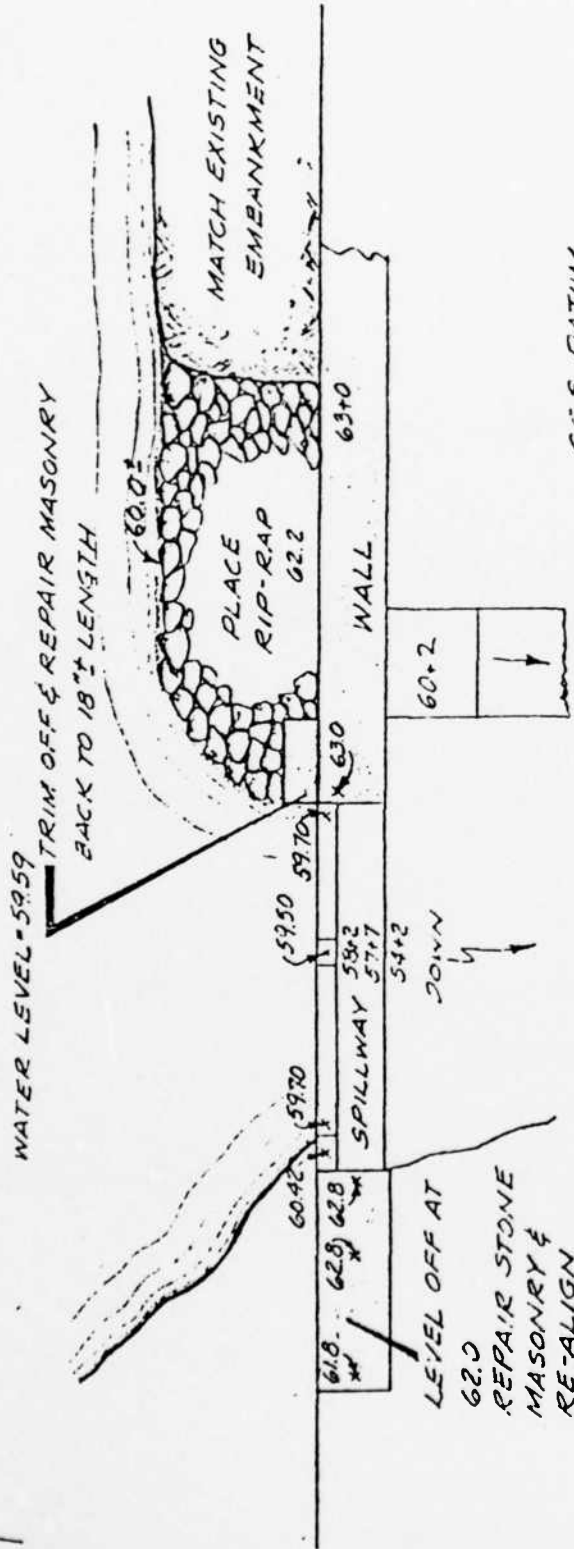 WATER LEVEL = 59.59
TRIM OFF & REPAIR MASONRY
BACK TO 18"± LENGTH
60.0±
MATCH EXISTING
EMBANKMENT
PLACE
RIP-RAP
62.2
60.42
59.70
59.50
59.70
63.0
63+0
WALL
61.8
62.8
62.8
SPILLWAY
58+2
57+7
54+2
DOWN
60+2
LEVEL OFF AT
62.0
REPAIR STONE
MASONRY &
RE-ALIGN
DATUM